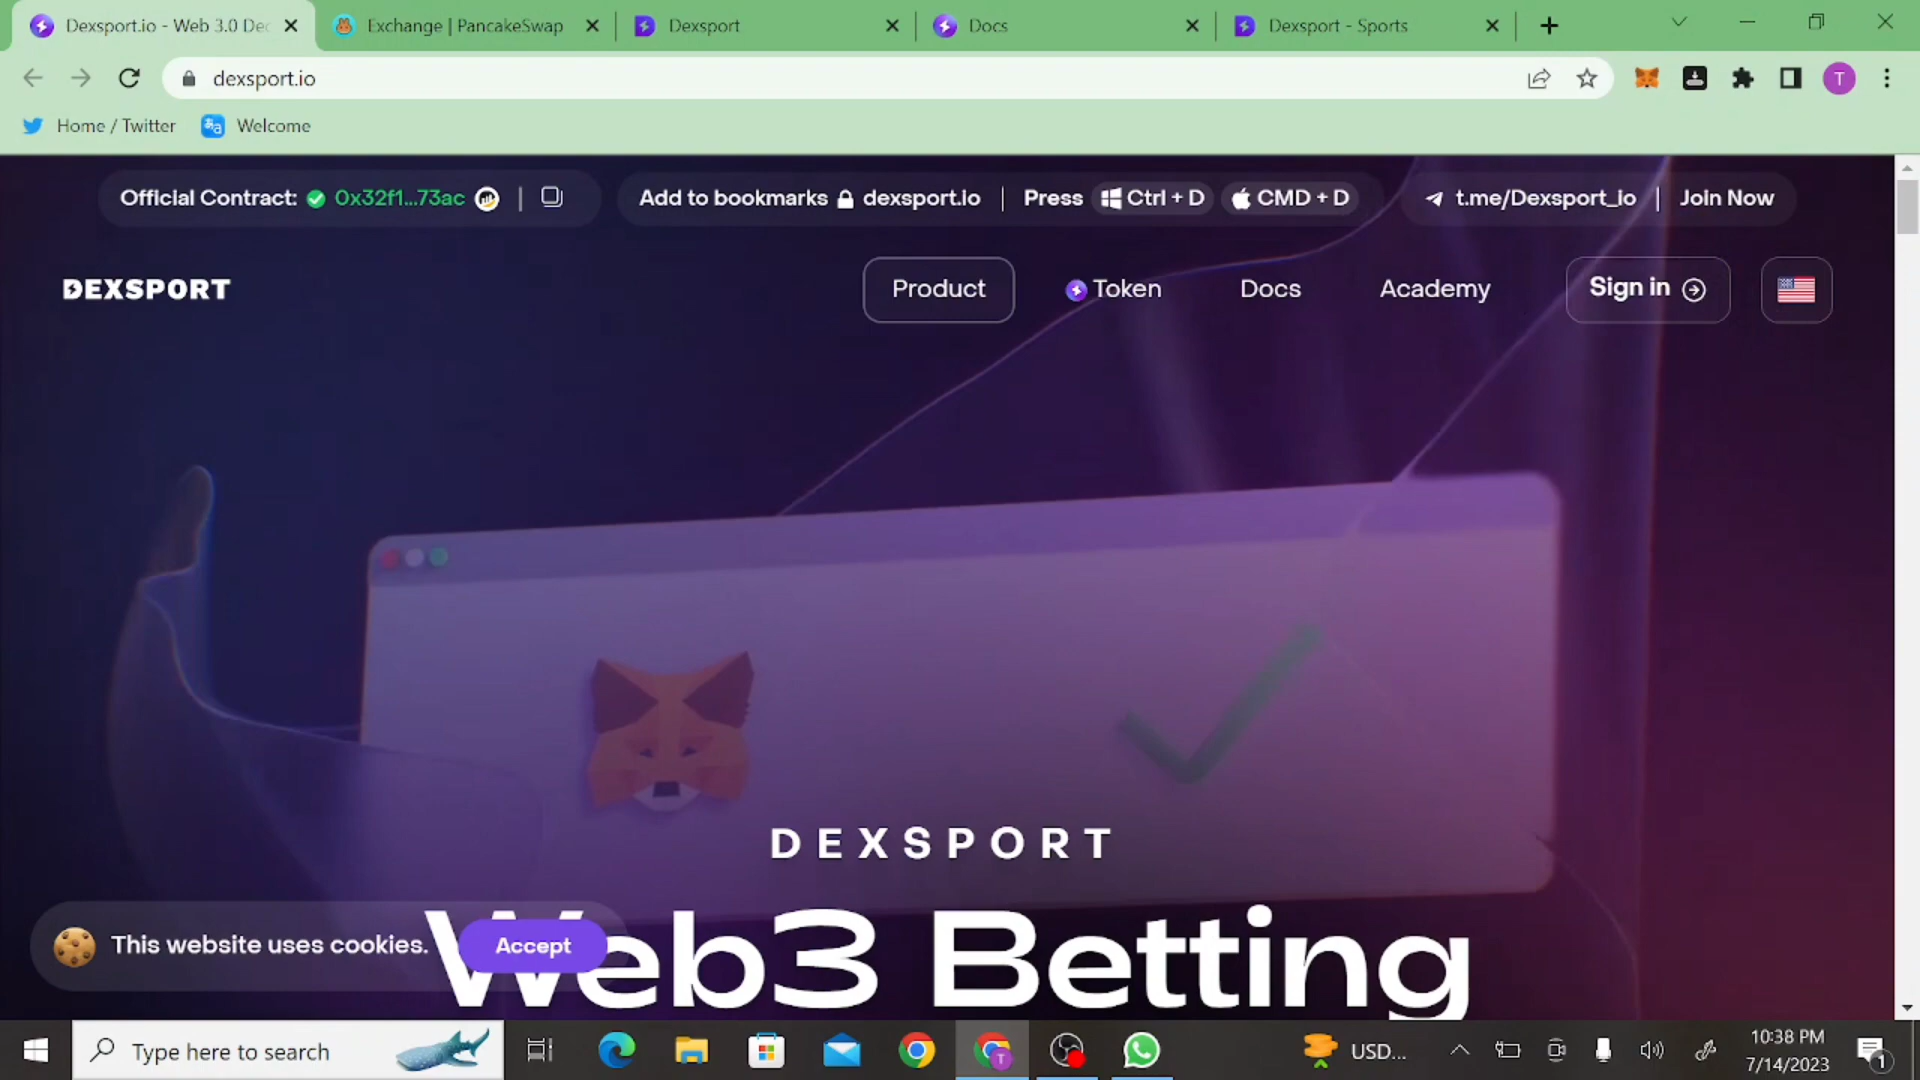 Dexsport.io - Web 3.0 Dec
Exchange | PancakeSwap
Dexsport
Docs
Dexsport - Sports
dexsport.io
T
Home / Twitter
Welcome
Official Contract: 0x32f1...73ac |
Add to bookmarks dexsport.io | Press Ctrl + D CMD + D
t.me/Dexsport_io | Join Now
DEXSPORT
Product
Token
Docs
Academy
Sign in
DEXSPORT
Web3 Betting
This website uses cookies.
Accept
Type here to search
T
USD...
10:38 PM
7/14/2023
1